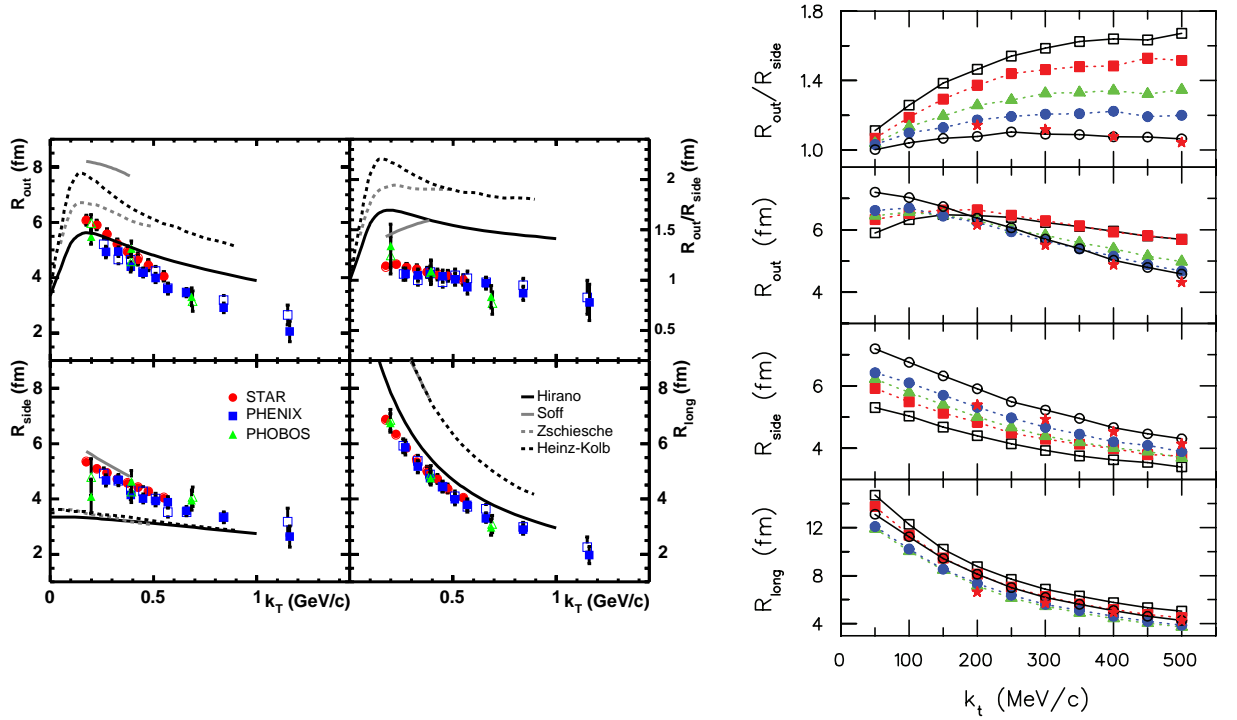 R_out (fm)
8
6
4
2
R_out/R_side (fm)
2
1.5
1
0.5
R_side (fm)
8
6
4
2
STAR
PHENIX
PHOBOS
0
0.5
1
k_T (GeV/c)
R_long (fm)
8
6
4
2
Hirano
Soff
Zschiesche
Heinz-Kolb
0.5
1
k_T (GeV/c)
R_out/R_side
1.8
1.4
1.0
R_out (fm)
6
4
R_side (fm)
6
4
R_long (fm)
12
8
4
0
100
200
300
400
500
k_t (MeV/c)